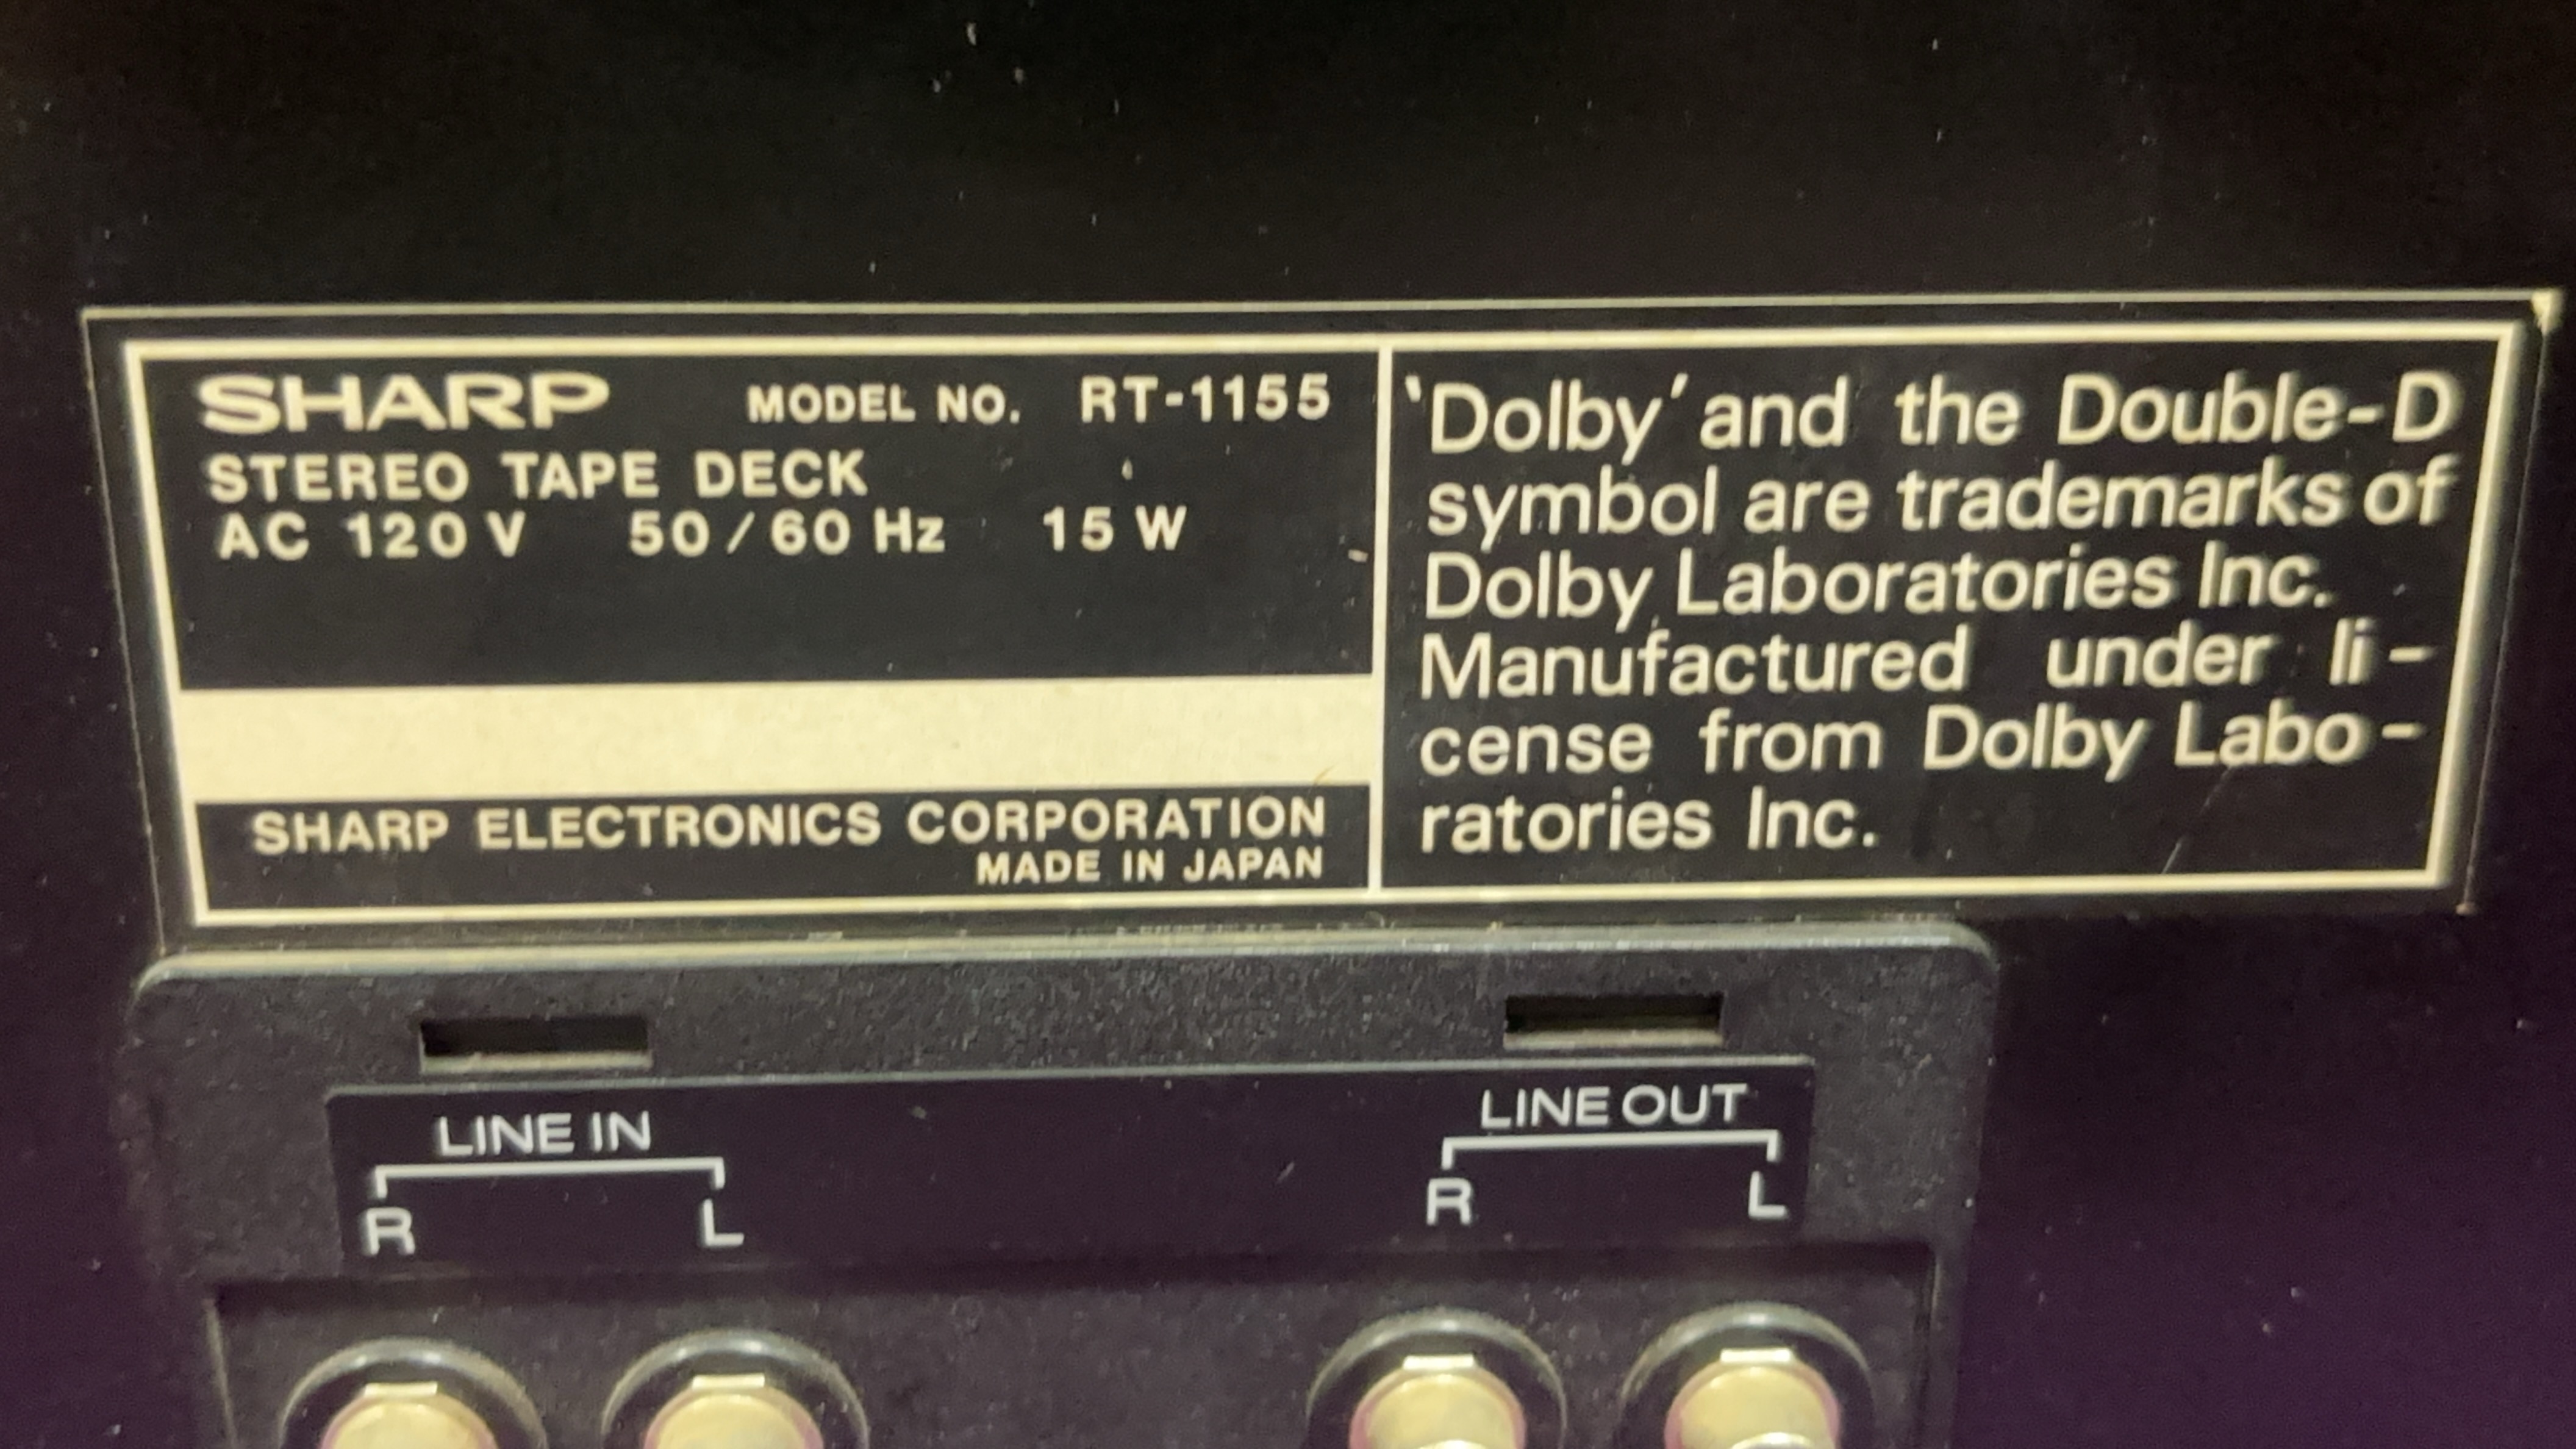 SHARP MODEL NO. RT-1155
STEREO TAPE DECK
AC 120 V 50/60 Hz 15 W
SHARP ELECTRONICS CORPORATION
MADE IN JAPAN
'Dolby' and the Double-D
symbol are trademarks of
Dolby Laboratories Inc.
Manufactured under li-
cense from Dolby Labo-
ratories Inc.
LINE IN
R L
LINE OUT
R L